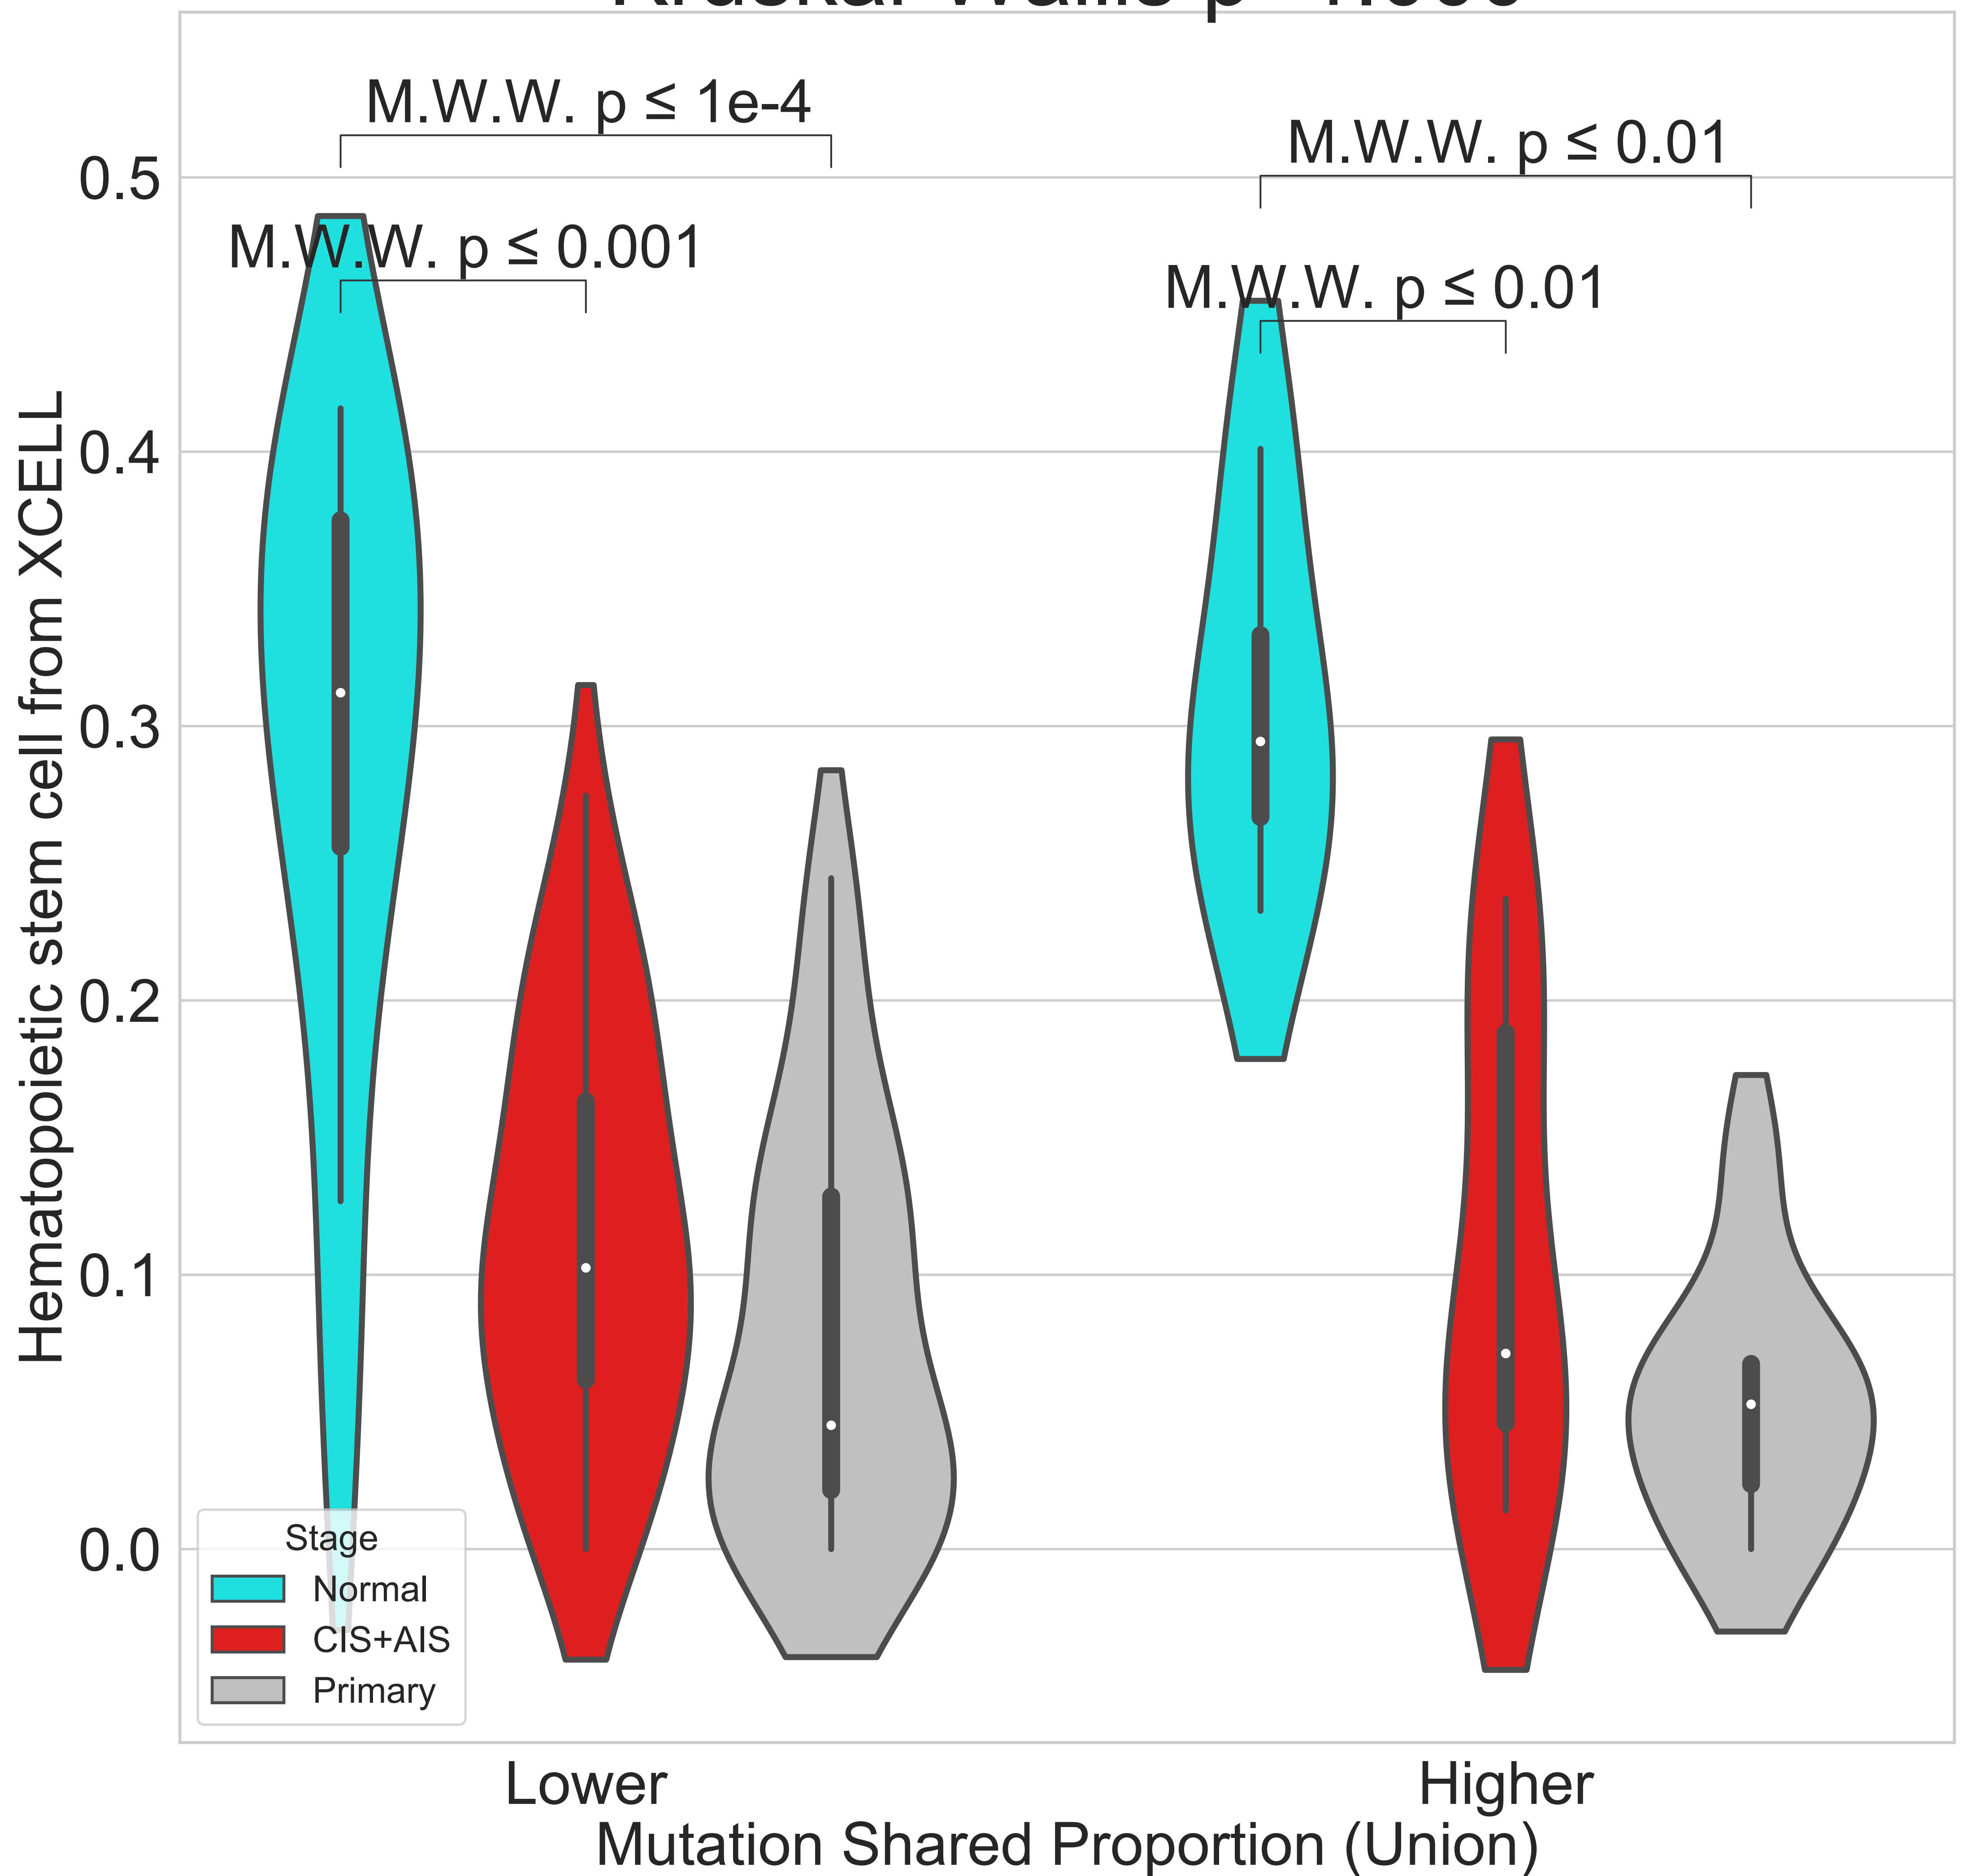 M.W.W. p ≤ 1e-4
M.W.W. p ≤ 0.01
M.W.W. p ≤ 0.001
M.W.W. p ≤ 0.01
Hematopoietic stem cell from XCELL
0.5
0.4
0.3
0.2
0.1
0.0
Stage
Normal
CIS+AIS
Primary
Lower
Higher
Mutation Shared Proportion (Union)